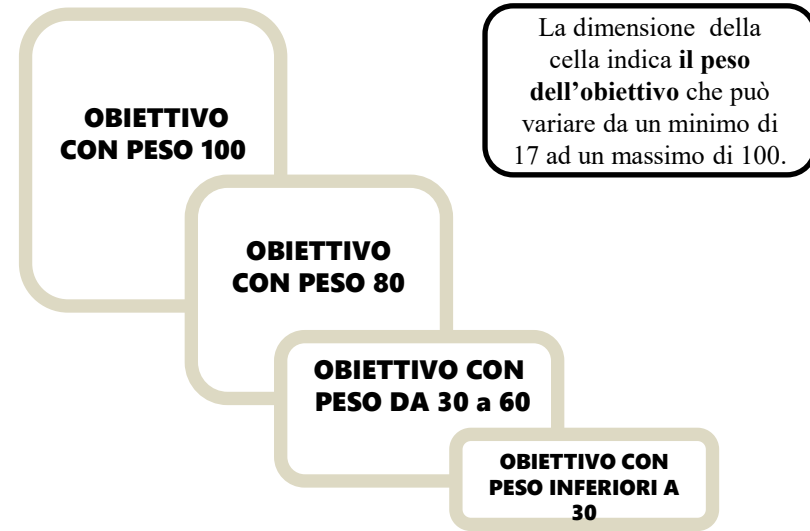 La dimensione della
cella indica il peso
dell'obiettivo che può
variare da un minimo di
17 ad un massimo di 100.
OBIETTIVO
CON PESO 100
OBIETTIVO
CON PESO 80
OBIETTIVO CON
PESO DA 30 a 60
OBIETTIVO CON
PESO INFERIORI A
30